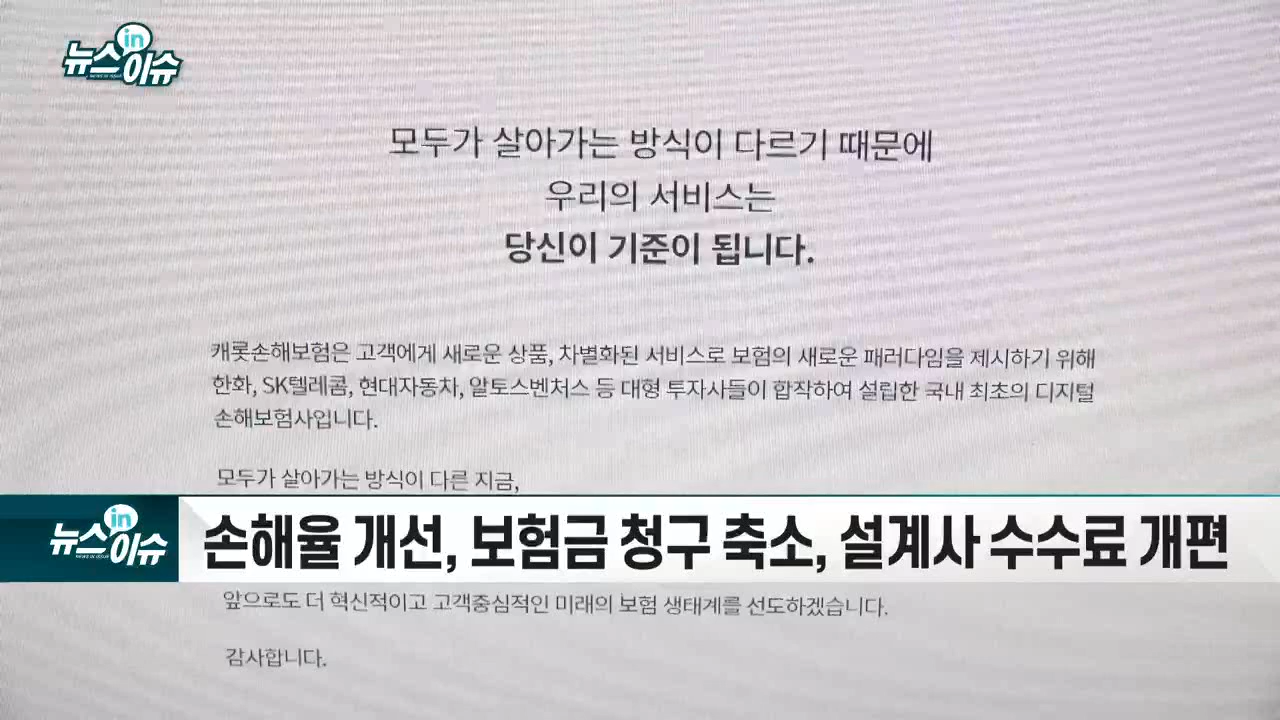 뉴스in이슈
NEWS IN ISSUE
모두가 살아가는 방식이 다르기 때문에
우리의 서비스는
당신이 기준이 됩니다.
캐롯손해보험은 고객에게 새로운 상품, 차별화된 서비스로 보험의 새로운 패러다임을 제시하기 위해
한화, SK텔레콤, 현대자동차, 알토스벤처스 등 대형 투자사들이 합작하여 설립한 국내 최초의 디지털
손해보험사입니다.
모두가 살아가는 방식이 다른 지금,
뉴스in이슈
NEWS IN ISSUE
손해율 개선, 보험금 청구 축소, 설계사 수수료 개편
앞으로도 더 혁신적이고 고객중심적인 미래의 보험 생태계를 선도하겠습니다.
감사합니다.